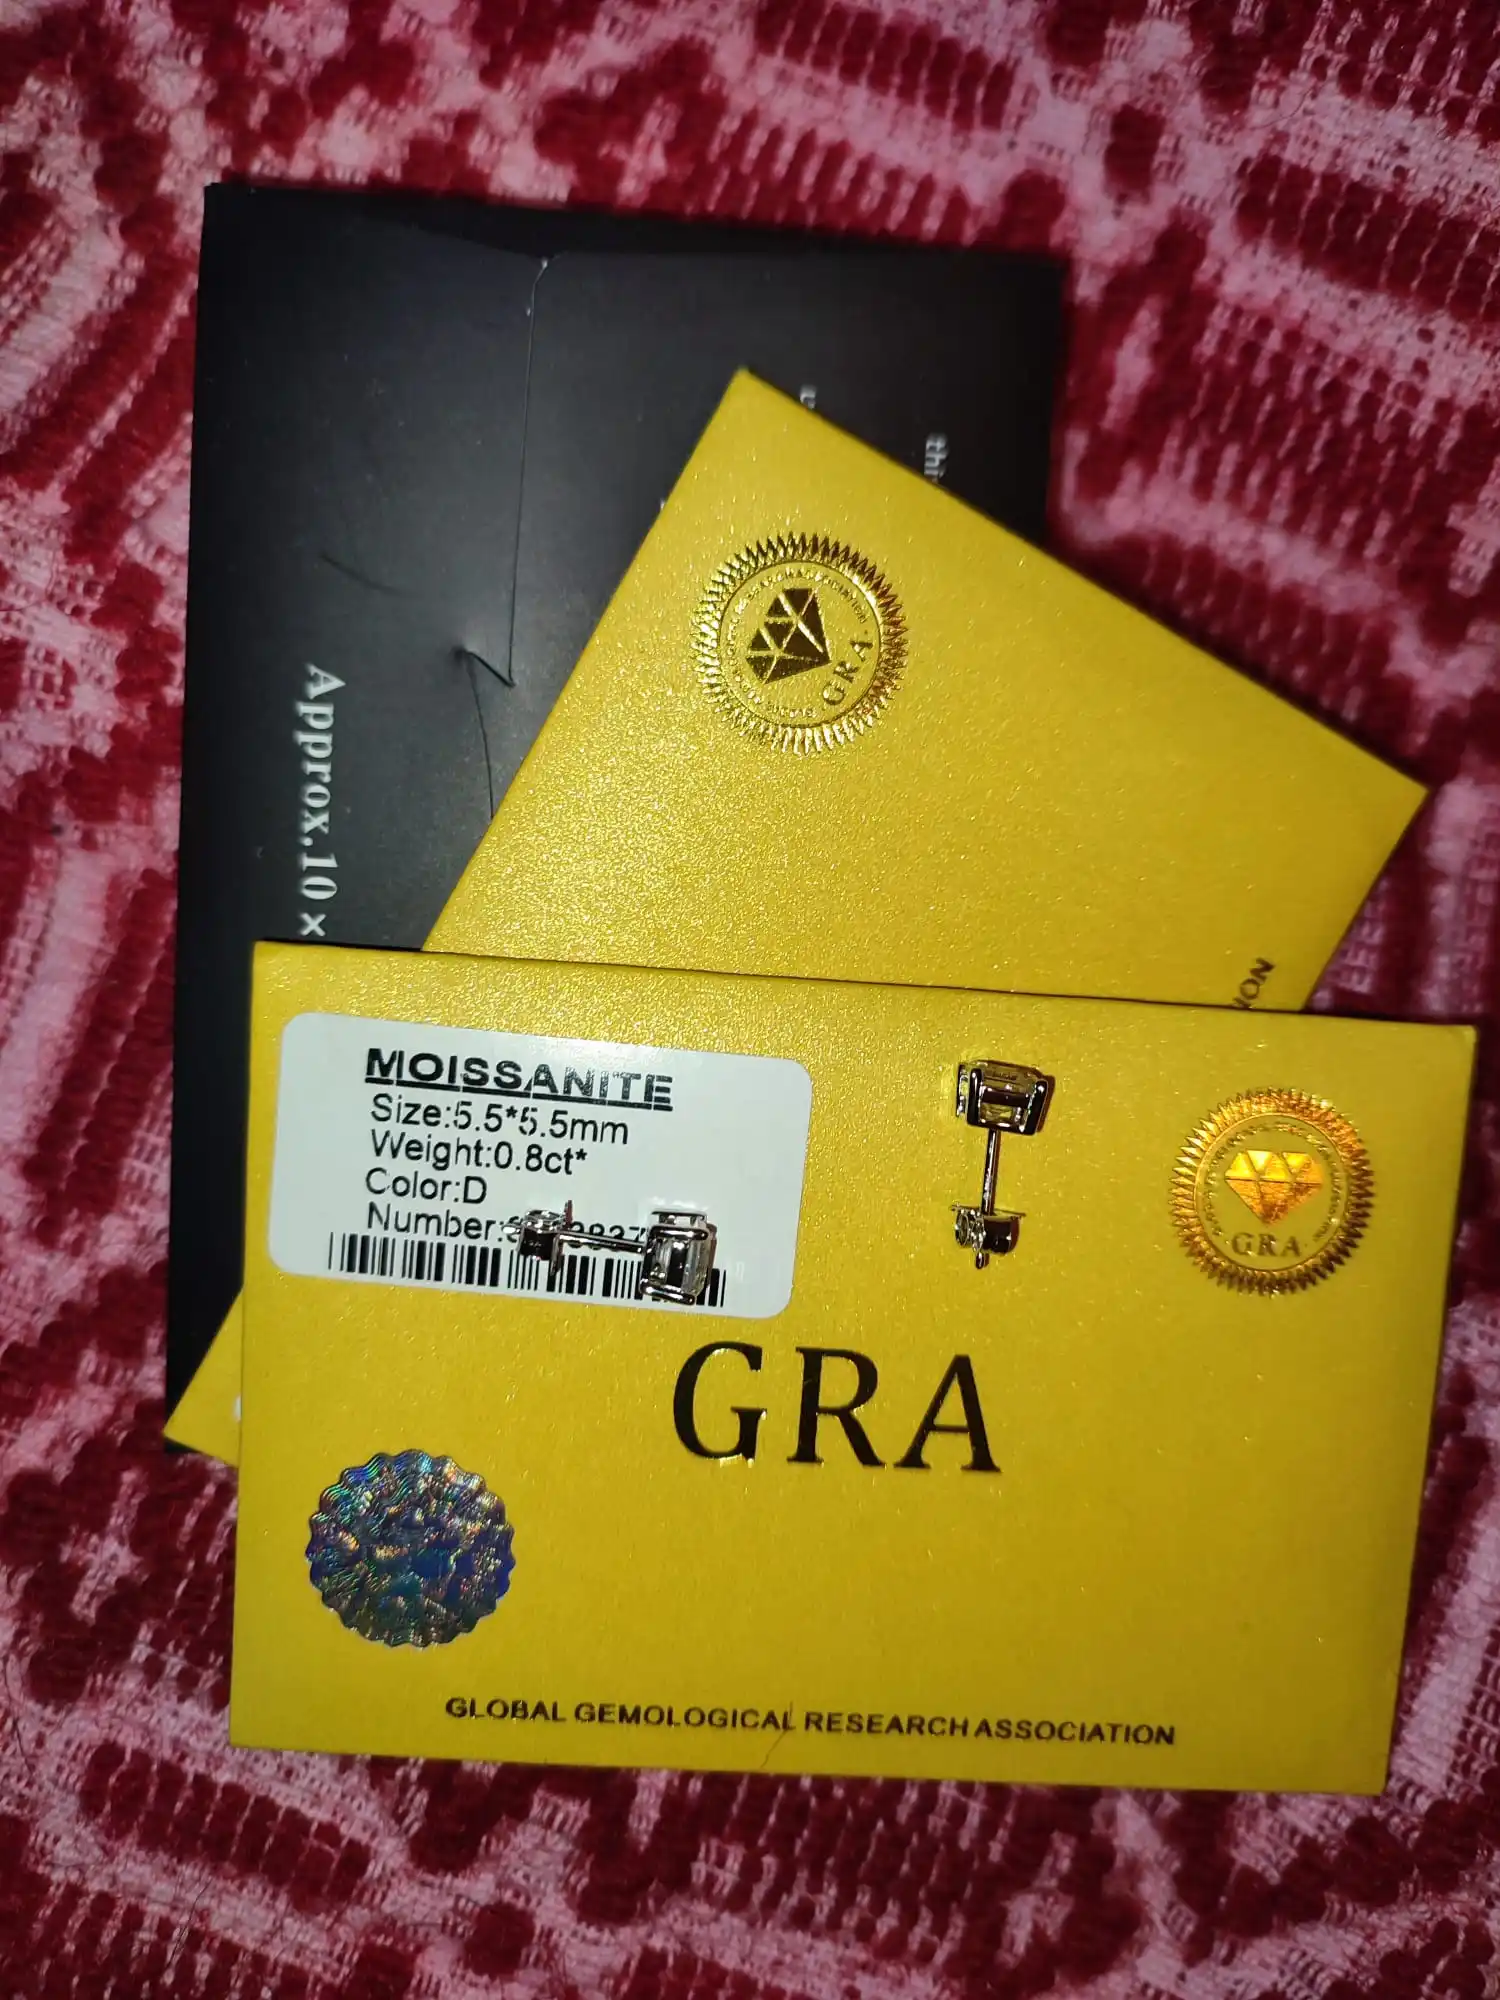 Approx.10 ×
GRA
MOISSANITE
Size:5.5*5.5mm
Weight:0.8ct*
Color:D
Number:
GRA
GRA
GLOBAL GEMOLOGICAL RESEARCH ASSOCIATION